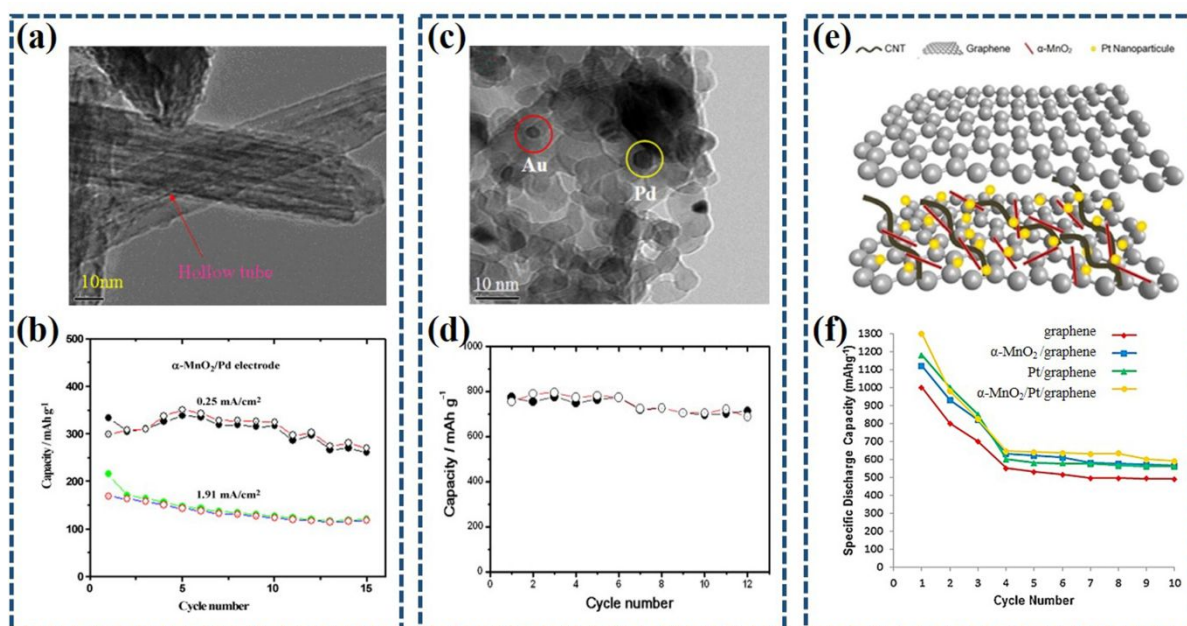 (a)
Hollow tube
10nm
(b)
α-MnO₂/Pd electrode
0.25 mA/cm²
1.91 mA/cm²
Capacity / mAh g⁻¹
500
400
300
200
100
0
0
5
10
15
Cycle number
(c)
Au
Pd
10 nm
(d)
Capacity / mAh g⁻¹
1000
800
600
400
200
0
0
2
4
6
8
10
12
Cycle number
(e)
CNT
Graphene
α-MnO₂
Pt Nanoparticule
(f)
graphene
α-MnO₂/graphene
Pt/graphene
α-MnO₂/Pt/graphene
Specific Discharge Capacity (mAhg⁻¹)
1300
1200
1100
1000
900
800
700
600
500
400
300
200
100
0
0
1
2
3
4
5
6
7
8
9
10
Cycle Number